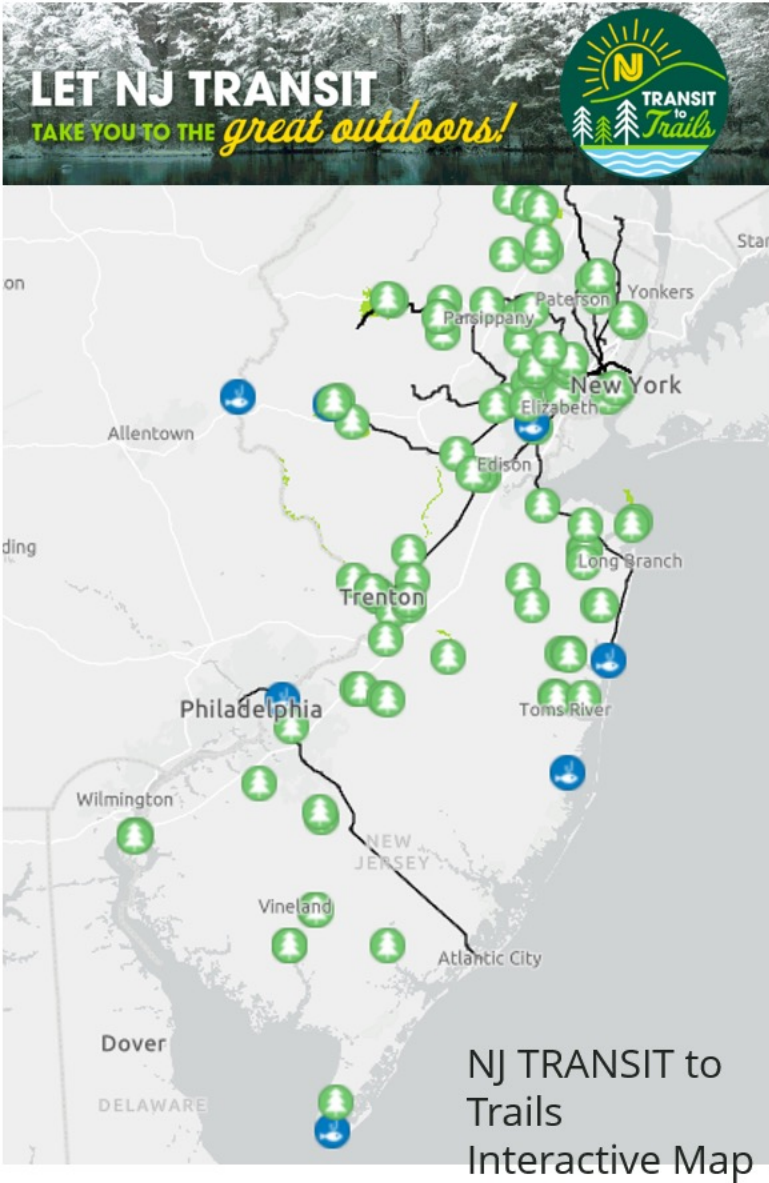 LET NJ TRANSIT
TAKE YOU TO THE great outdoors!
NJ
TRANSIT
to
Trails
Star
on
Paterson
Yonkers
Parsippany
New York
Elizabeth
Allentown
Edison
ding
Long Branch
Trenton
Philadelphia
Toms River
Wilmington
NEW
JERSEY
Vineland
Atlantic City
Dover
DELAWARE
NJ TRANSIT to
Trails
Interactive Map